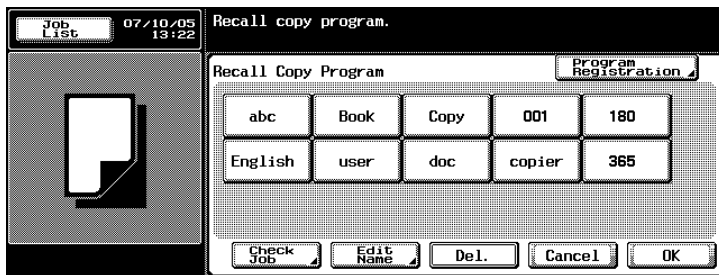 Job
List
07/10/05
13:22
Recall copy program.
Recall Copy Program
Program
Registration
abc Book Copy 001 180
English user doc copier 365
Check
Job
Edit
Name
Del. Cancel OK